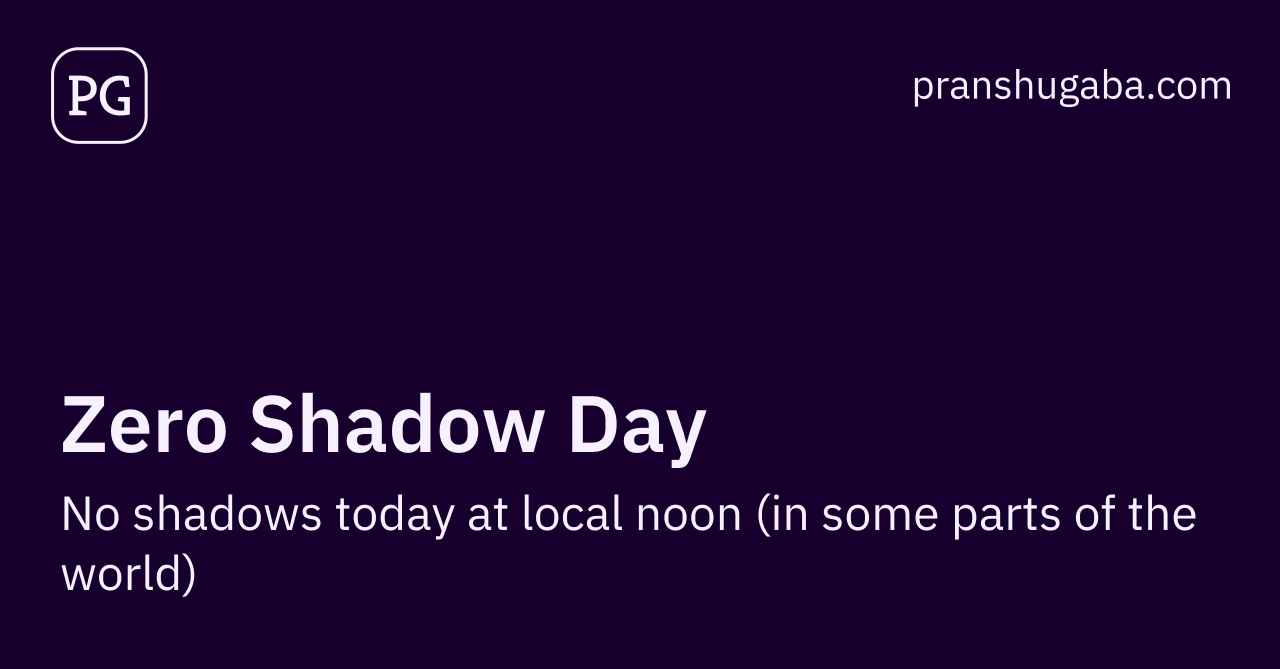 PG
pranshugaba.com
Zero Shadow Day
No shadows today at local noon (in some parts of the
world)